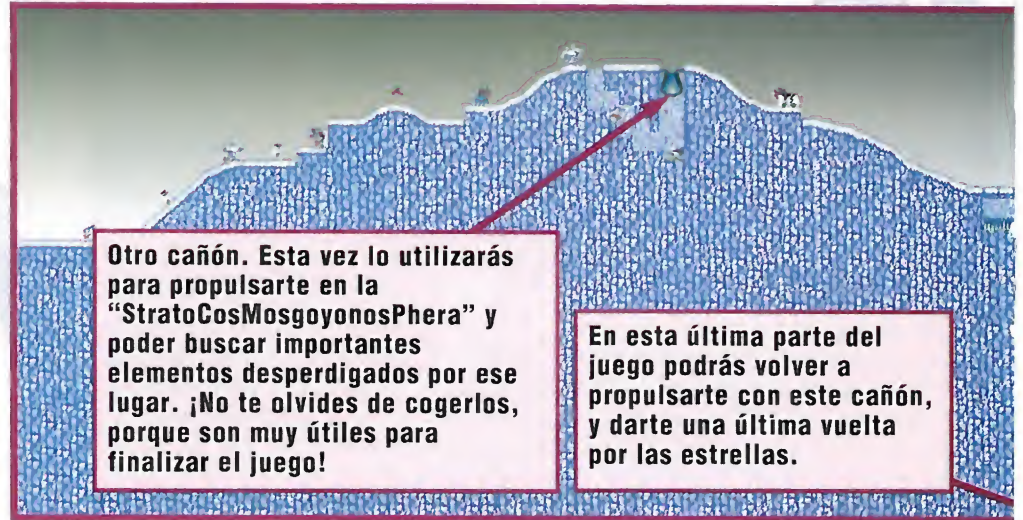 Otro cañón. Esta vez lo utilizarás
para propulsarte en la
“StratoCosMosgoyonosPhera” y
poder buscar importantes
elementos desperdigados por ese
lugar. ¡No te olvides de cogerlos,
porque son muy útiles para
finalizar el juego!
En esta última parte del
juego podrás volver a
propulsarte con este cañón,
y darte una última vuelta
por las estrellas.